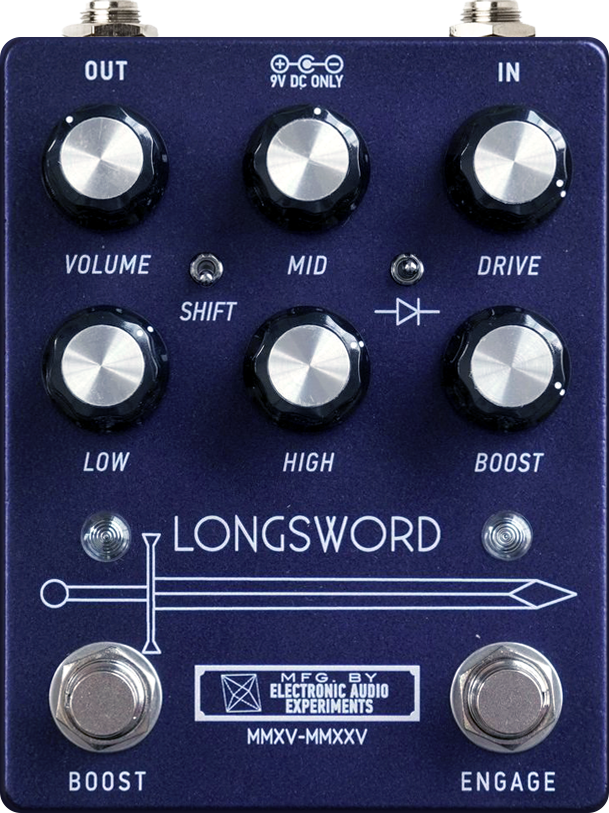 OUT
9V DC ONLY
IN
VOLUME
MID
DRIVE
SHIFT
LOW
HIGH
BOOST
LONGSWORD
MFG. BY
ELECTRONIC AUDIO
EXPERIMENTS
MMXV-MMXXV
BOOST
ENGAGE